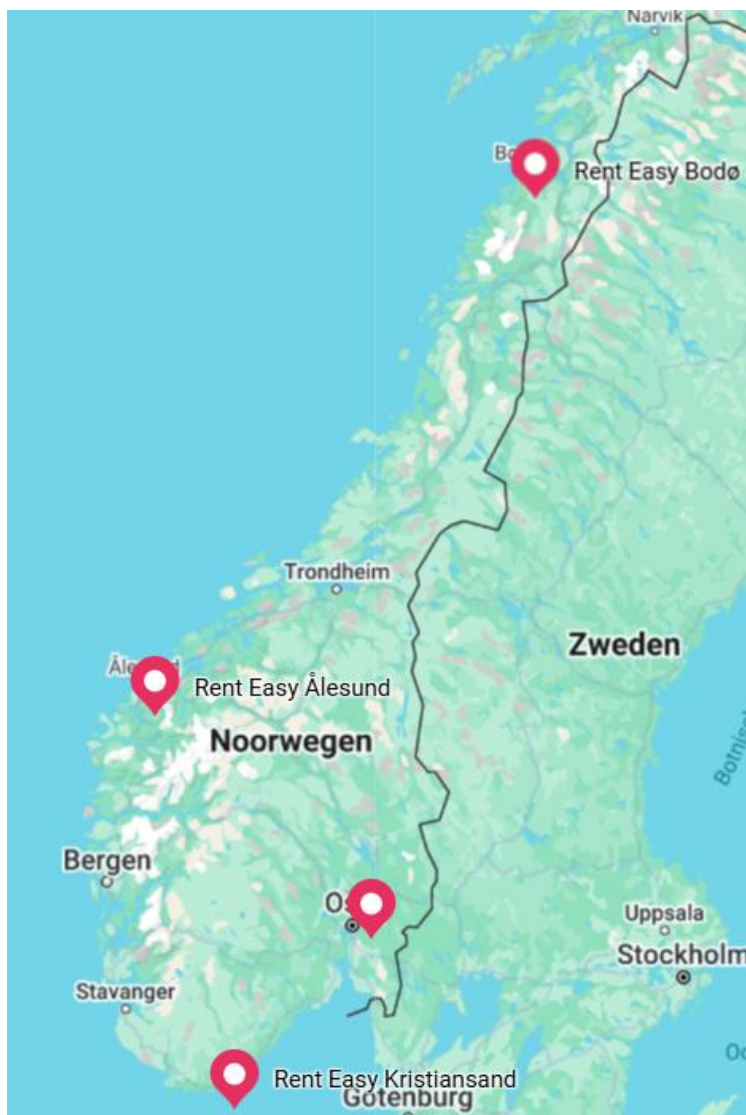 Narvik
Rent Easy Bodø
Trondheim
Zweden
Rent Easy Ålesund
Noorwegen
Bergen
Uppsala
Stockholm
Stavanger
Rent Easy Kristiansand
Gotenburg